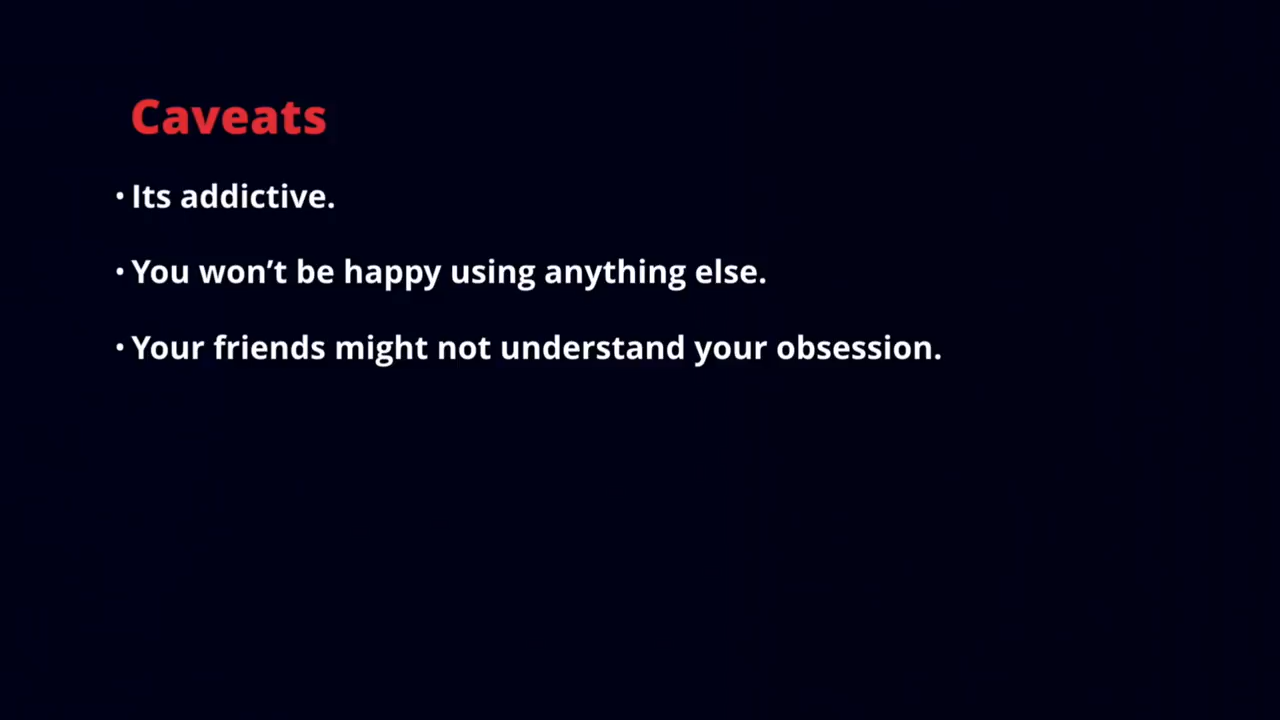 Caveats
• Its addictive.
• You won’t be happy using anything else.
• Your friends might not understand your obsession.